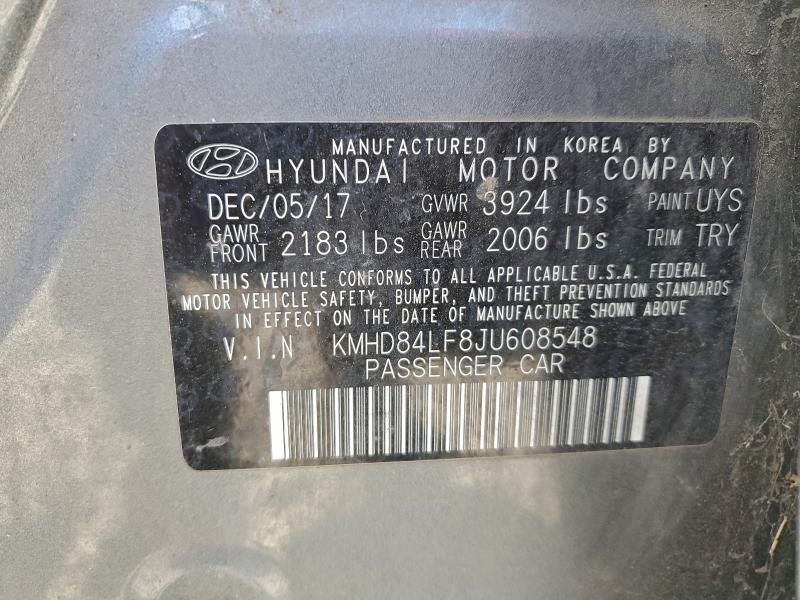 MANUFACTURED IN KOREA BY
HYUNDAI MOTOR COMPANY
DEC/05/17 GVWR 3924 lbs PAINT UYS
GAWR FRONT 2183 lbs GAWR REAR 2006 lbs TRIM TRY
THIS VEHICLE CONFORMS TO ALL APPLICABLE U.S.A. FEDERAL
MOTOR VEHICLE SAFETY, BUMPER, AND THEFT PREVENTION STANDARDS
IN EFFECT ON THE DATE OF MANUFACTURE SHOWN ABOVE
V.I.N KMHD84LF8JU608548
PASSENGER CAR